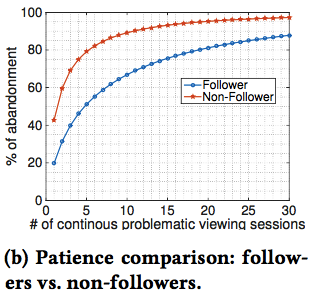 100
80
60
40
20
0
% of abandonment
Follower
Non-Follower
0 5 10 15 20 25 30
# of continous problematic viewing sessions
(b) Patience comparison: follow-
ers vs. non-followers.